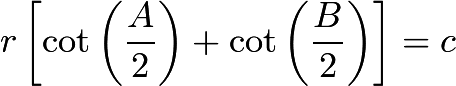 r [cot (A/2) + cot (B/2)] = c